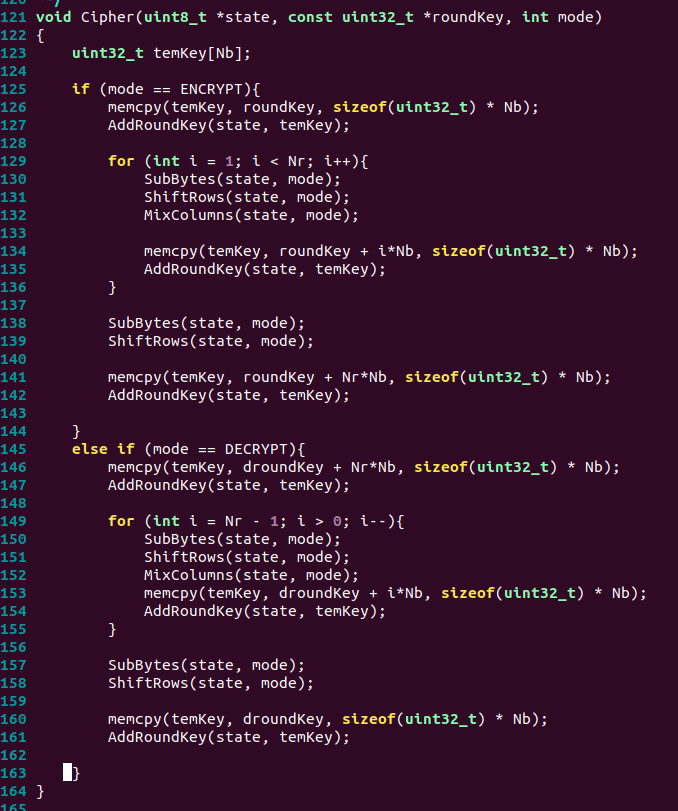 120 */
121 void Cipher(uint8_t *state, const uint32_t *roundKey, int mode)
122 {
123     uint32_t temKey[Nb];
124
125     if (mode == ENCRYPT){
126         memcpy(temKey, roundKey, sizeof(uint32_t) * Nb);
127         AddRoundKey(state, temKey);
128
129         for (int i = 1; i < Nr; i++){
130             SubBytes(state, mode);
131             ShiftRows(state, mode);
132             MixColumns(state, mode);
133
134             memcpy(temKey, roundKey + i*Nb, sizeof(uint32_t) * Nb);
135             AddRoundKey(state, temKey);
136         }
137
138         SubBytes(state, mode);
139         ShiftRows(state, mode);
140
141         memcpy(temKey, roundKey + Nr*Nb, sizeof(uint32_t) * Nb);
142         AddRoundKey(state, temKey);
143
144     }
145     else if (mode == DECRYPT){
146         memcpy(temKey, droundKey + Nr*Nb, sizeof(uint32_t) * Nb);
147         AddRoundKey(state, temKey);
148
149         for (int i = Nr - 1; i > 0; i--){
150             SubBytes(state, mode);
151             ShiftRows(state, mode);
152             MixColumns(state, mode);
153             memcpy(temKey, droundKey + i*Nb, sizeof(uint32_t) * Nb);
154             AddRoundKey(state, temKey);
155         }
156
157         SubBytes(state, mode);
158         ShiftRows(state, mode);
159
160         memcpy(temKey, droundKey, sizeof(uint32_t) * Nb);
161         AddRoundKey(state, temKey);
162
163     }
164 }
165